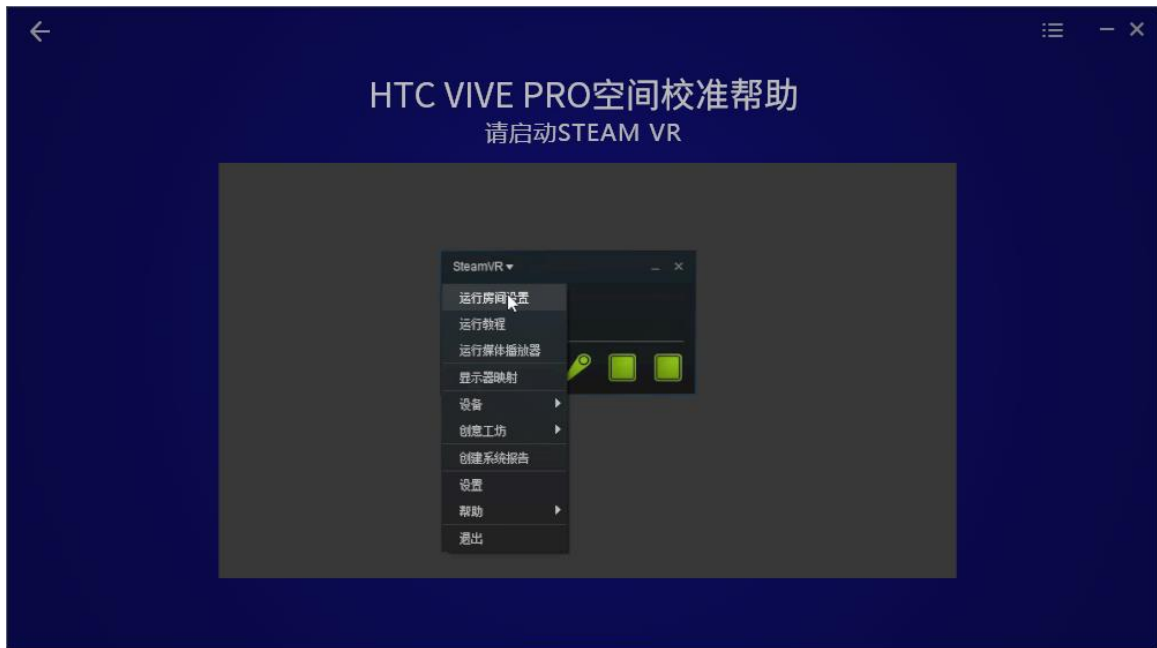 HTC VIVE PRO空间校准帮助
请启动STEAM VR
SteamVR
运行房间设置
运行教程
运行媒体播放器
显示器映射
设备
创意工坊
创建系统报告
设置
帮助
退出